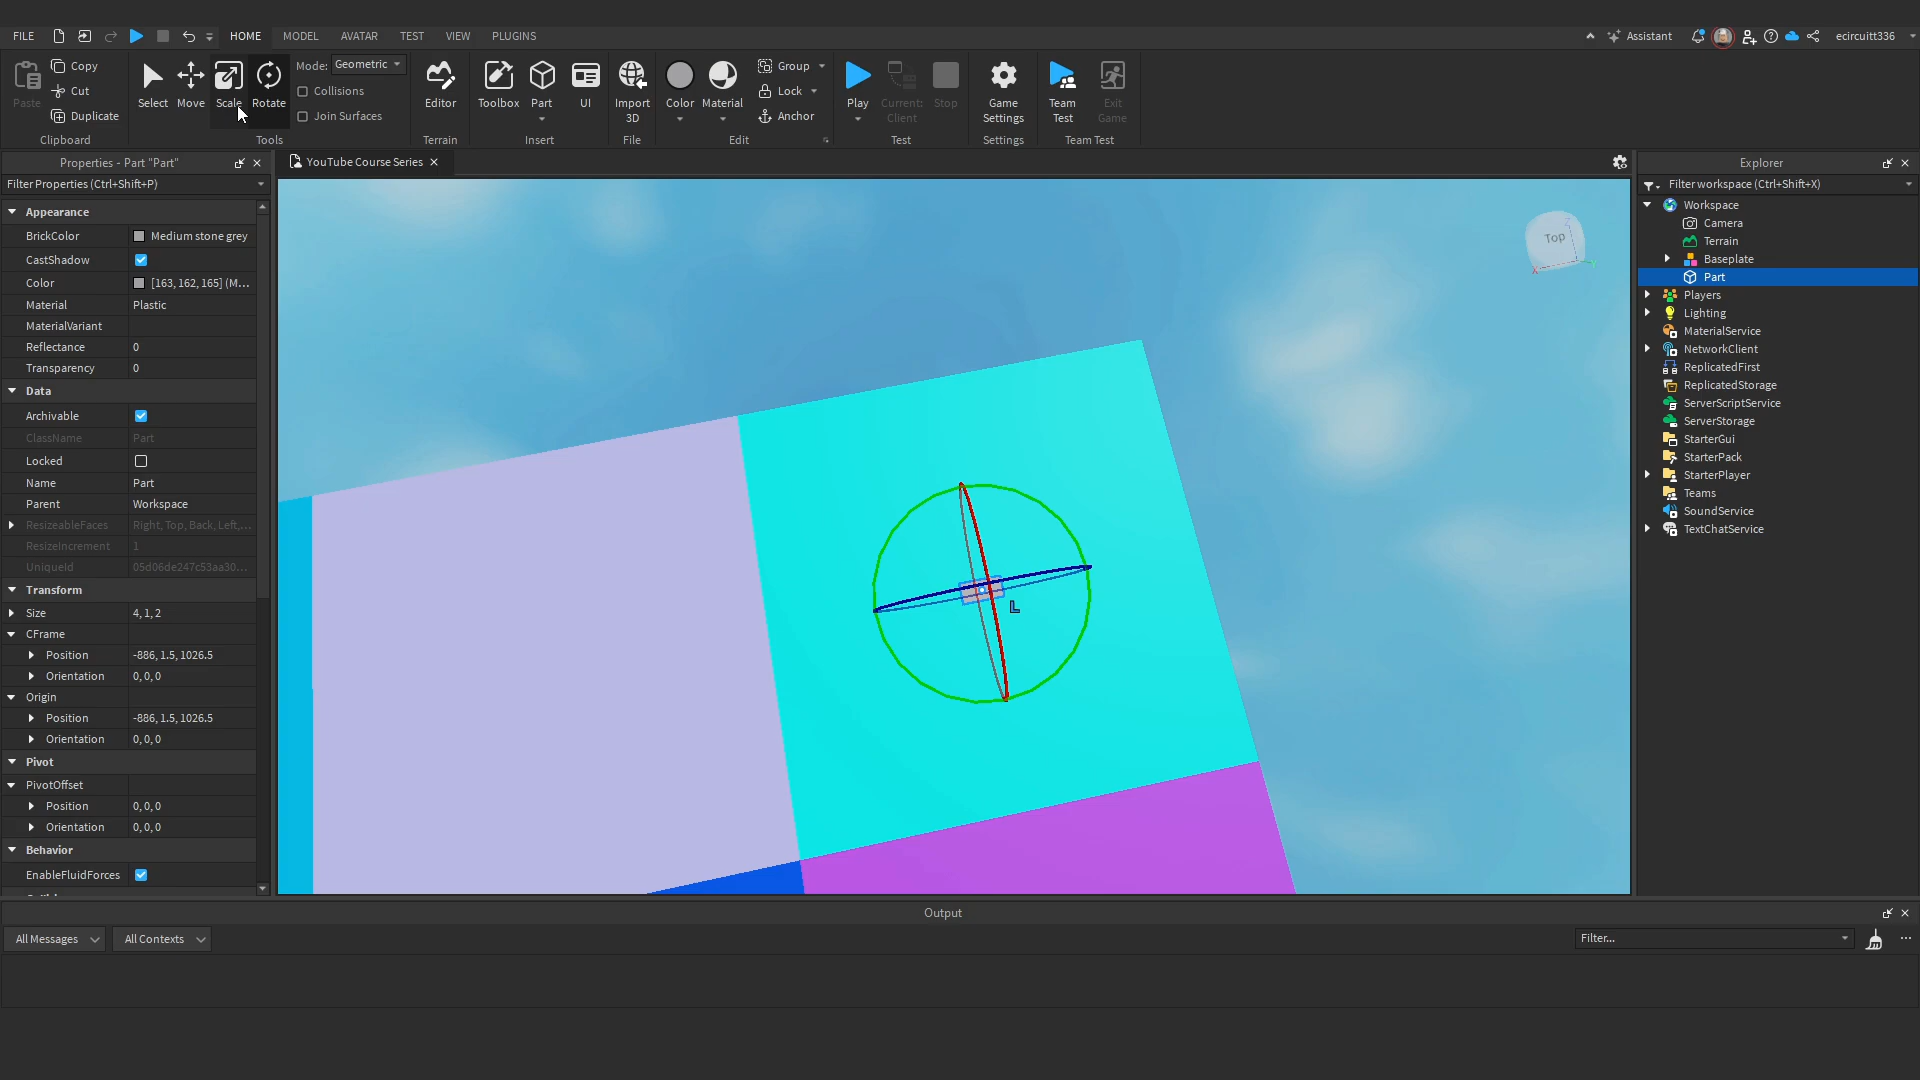 FILE HOME MODEL AVATAR TEST VIEW PLUGINS Assistant ecircuitt336
Paste Copy Cut Duplicate Clipboard
Select Move Scale Rotate Mode: Geometric Collisions Join Surfaces Tools
Editor Terrain
Toolbox Part UI Insert
Import 3D File
Color Material Group Lock Anchor Edit
Play Current: Client Stop Test
Game Settings Settings
Team Test Exit Game Team Test
Properties - Part "Part"
Filter Properties (Ctrl+Shift+P)
Appearance
BrickColor Medium stone grey
CastShadow
Color [163, 162, 165] (M...
Material Plastic
MaterialVariant
Reflectance 0
Transparency 0
Data
Archivable
ClassName Part
Locked
Name Part
Parent Workspace
ResizeableFaces Right, Top, Back, Left,...
ResizeIncrement 1
UniqueId 05d06de247c53aa30...
Transform
Size 4, 1, 2
CFrame
Position -886, 1.5, 1026.5
Orientation 0, 0, 0
Origin
Position -886, 1.5, 1026.5
Orientation 0, 0, 0
Pivot
PivotOffset
Position 0, 0, 0
Orientation 0, 0, 0
Behavior
EnableFluidForces
YouTube Course Series
Top
X
Y
L
Explorer
Filter workspace (Ctrl+Shift+X)
Workspace
Camera
Terrain
Baseplate
Part
Players
Lighting
MaterialService
NetworkClient
ReplicatedFirst
ReplicatedStorage
ServerScriptService
ServerStorage
StarterGui
StarterPack
StarterPlayer
Teams
SoundService
TextChatService
Output
All Messages All Contexts Filter...